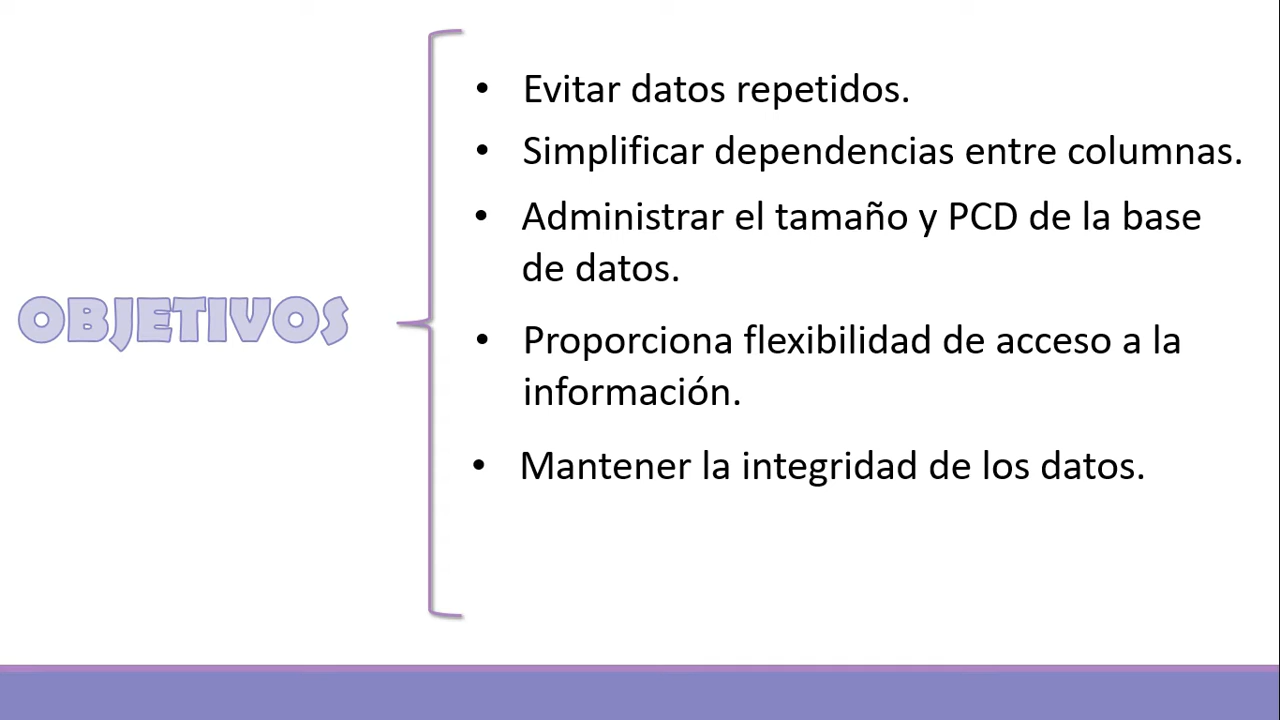 OBJETIVOS
• Evitar datos repetidos.
• Simplificar dependencias entre columnas.
• Administrar el tamaño y PCD de la base
de datos.
• Proporciona flexibilidad de acceso a la
información.
• Mantener la integridad de los datos.